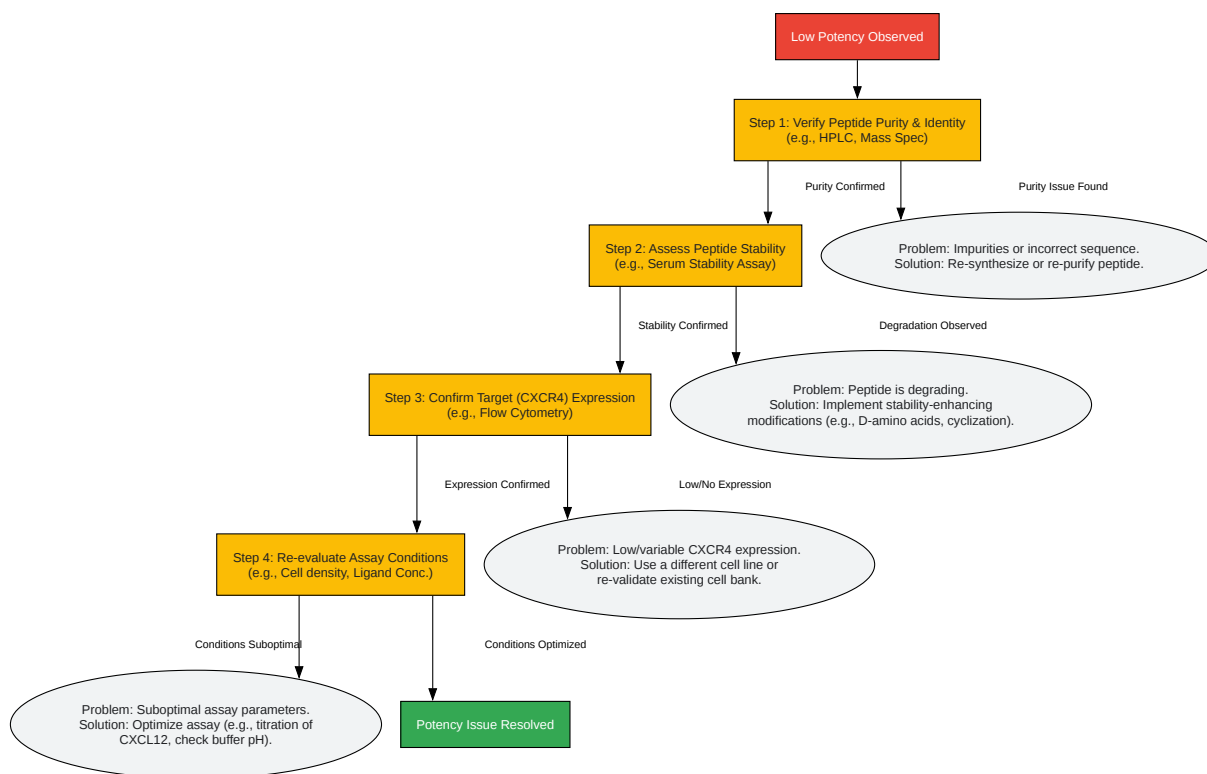 Low Potency Observed
Step 1: Verify Peptide Purity & Identity
(e.g., HPLC, Mass Spec)
Purity Confirmed
Purity Issue Found
Step 2: Assess Peptide Stability
(e.g., Serum Stability Assay)
Problem: Impurities or incorrect sequence.
Solution: Re-synthesize or re-purify peptide.
Stability Confirmed
Degradation Observed
Step 3: Confirm Target (CXCR4) Expression
(e.g., Flow Cytometry)
Problem: Peptide is degrading.
Solution: Implement stability-enhancing
modifications (e.g., D-amino acids, cyclization).
Expression Confirmed
Low/No Expression
Step 4: Re-evaluate Assay Conditions
(e.g., Cell density, Ligand Conc.)
Problem: Low/variable CXCR4 expression.
Solution: Use a different cell line or
re-validate existing cell bank.
Conditions Suboptimal
Conditions Optimized
Problem: Suboptimal assay parameters.
Solution: Optimize assay (e.g., titration of
CXCL12, check buffer pH).
Potency Issue Resolved